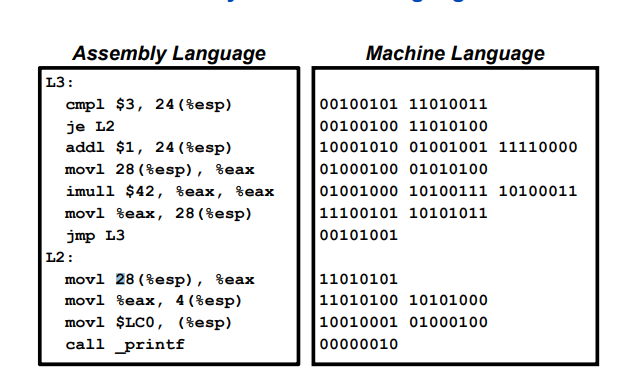 Assembly Language Machine Language
L3:
cmpl $3, 24(%esp) 00100101 11010011
je L2 00100100 11010100
addl $1, 24(%esp) 10001010 01001001 11110000
movl 28(%esp), %eax 01000100 01010100
imull $42, %eax, %eax 01001000 10100111 10100011
movl %eax, 28(%esp) 11100101 10101011
jmp L3 00101001
L2:
movl 28(%esp), %eax 11010101
movl %eax, 4(%esp) 11010100 10101000
movl $LC0, (%esp) 10010001 01000100
call _printf 00000010